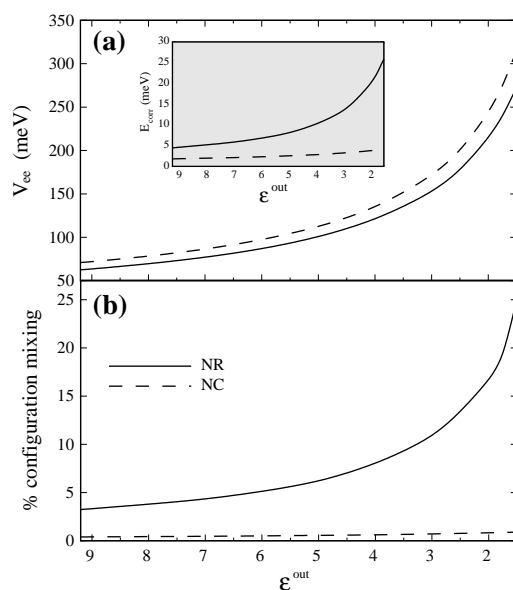 (a)
300
250
200
150
100
50
V_ee (meV)
30
25
20
15
10
5
0
E_corr (meV)
9 8 7 6 5 4 3 2
ε^out
(b)
25
20
15
10
5
0
% configuration mixing
NR
NC
9 8 7 6 5 4 3 2
ε^out